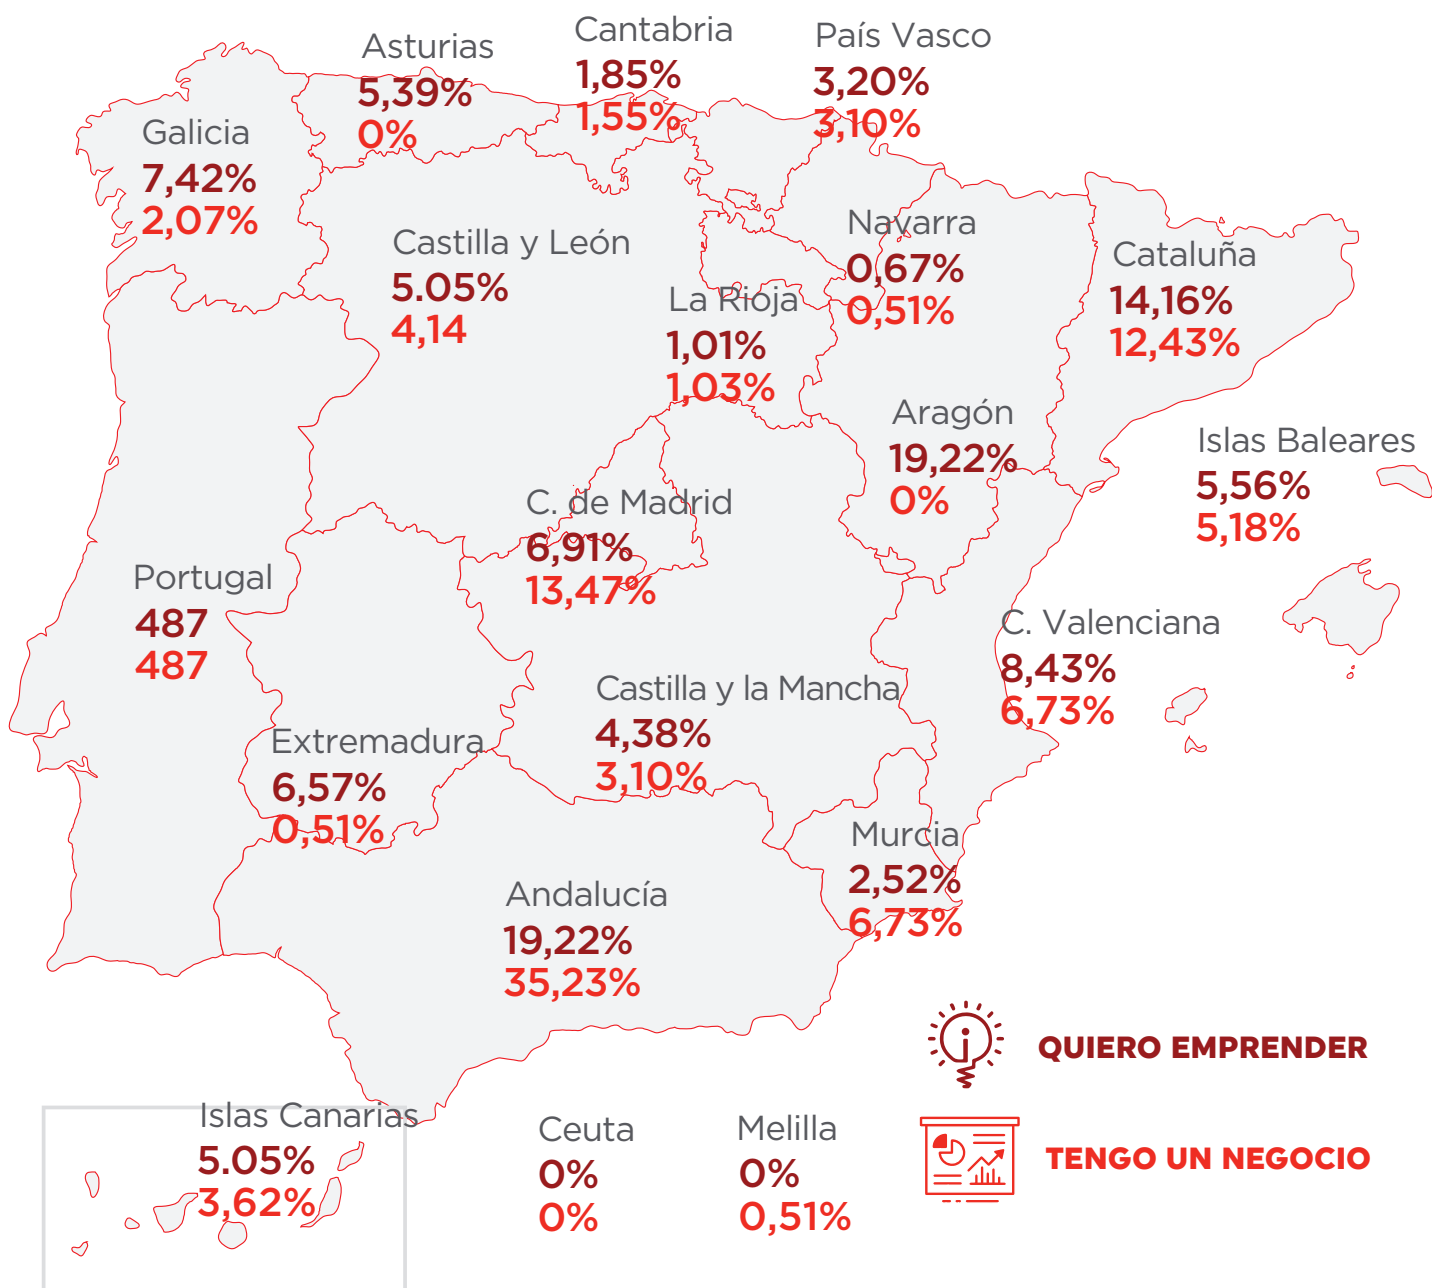 Asturias
5,39%
0%
Cantabria
1,85%
1,55%
País Vasco
3,20%
3,10%
Galicia
7,42%
2,07%
Castilla y León
5.05%
4,14
Navarra
0,67%
0,51%
Cataluña
14,16%
12,43%
La Rioja
1,01%
1,03%
Aragón
19,22%
0%
Islas Baleares
5,56%
5,18%
C. de Madrid
6,91%
13,47%
Portugal
487
487
C. Valenciana
8,43%
6,73%
Castilla y la Mancha
4,38%
3,10%
Extremadura
6,57%
0,51%
Murcia
2,52%
6,73%
Andalucía
19,22%
35,23%
QUIERO EMPRENDER
TENGO UN NEGOCIO
Islas Canarias
5.05%
3,62%
Ceuta
0%
0%
Melilla
0%
0,51%